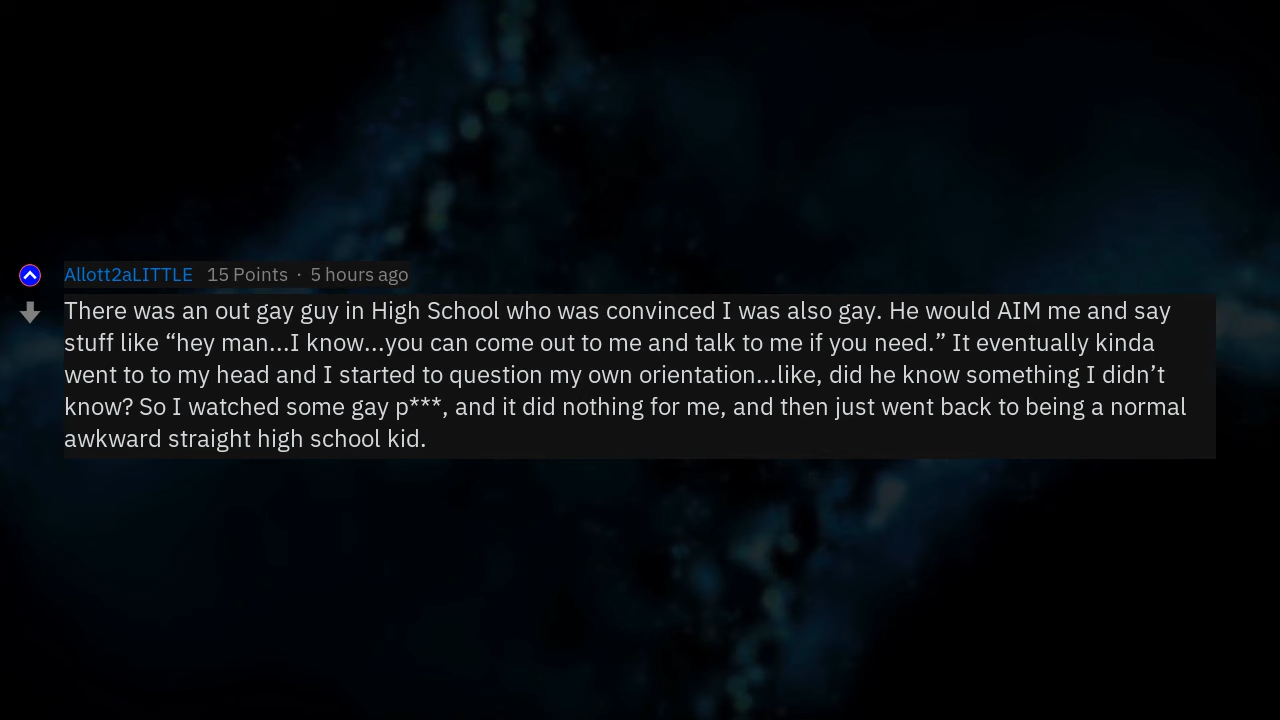 Allott2aLITTLE 15 Points · 5 hours ago
There was an out gay guy in High School who was convinced I was also gay. He would AIM me and say
stuff like “hey man...I know...you can come out to me and talk to me if you need.” It eventually kinda
went to to my head and I started to question my own orientation...like, did he know something I didn’t
know? So I watched some gay p***, and it did nothing for me, and then just went back to being a normal
awkward straight high school kid.